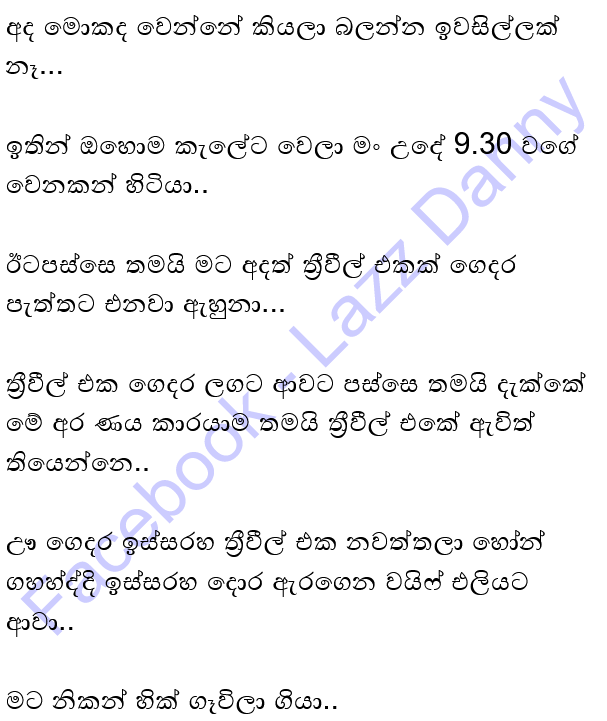 අද මොකද වෙන්නේ කියලා බලන්න ඉවසිල්ලක්
නෑ...
ඉතින් ඔහොම කැලේට වෙලා මං උදේ 9.30 වගේ
වෙනකන් හිටියා..
ඊටපස්සෙ තමයි මට අදත් ත්‍රීවීල් එකක් ගෙදර
පැත්තට එනවා ඇහුනා...
ත්‍රීවීල් එක ගෙදර ලගට ආවට පස්සෙ තමයි දැක්කේ
මේ අර ණය කාරයාම තමයි ත්‍රීවීල් එකේ ඇවිත්
තියෙන්නෙ..
ඌ ගෙදර ඉස්සරහ ත්‍රීවීල් එක නවත්තලා හෝන්
ගහහ්ද්දි ඉස්සරහ දොර ඇරගෙන වයිෆ් එලියට
ආවා..
මට නිකන් හික් ගෑවිලා ගියා..
Facebook - Lazz Danny